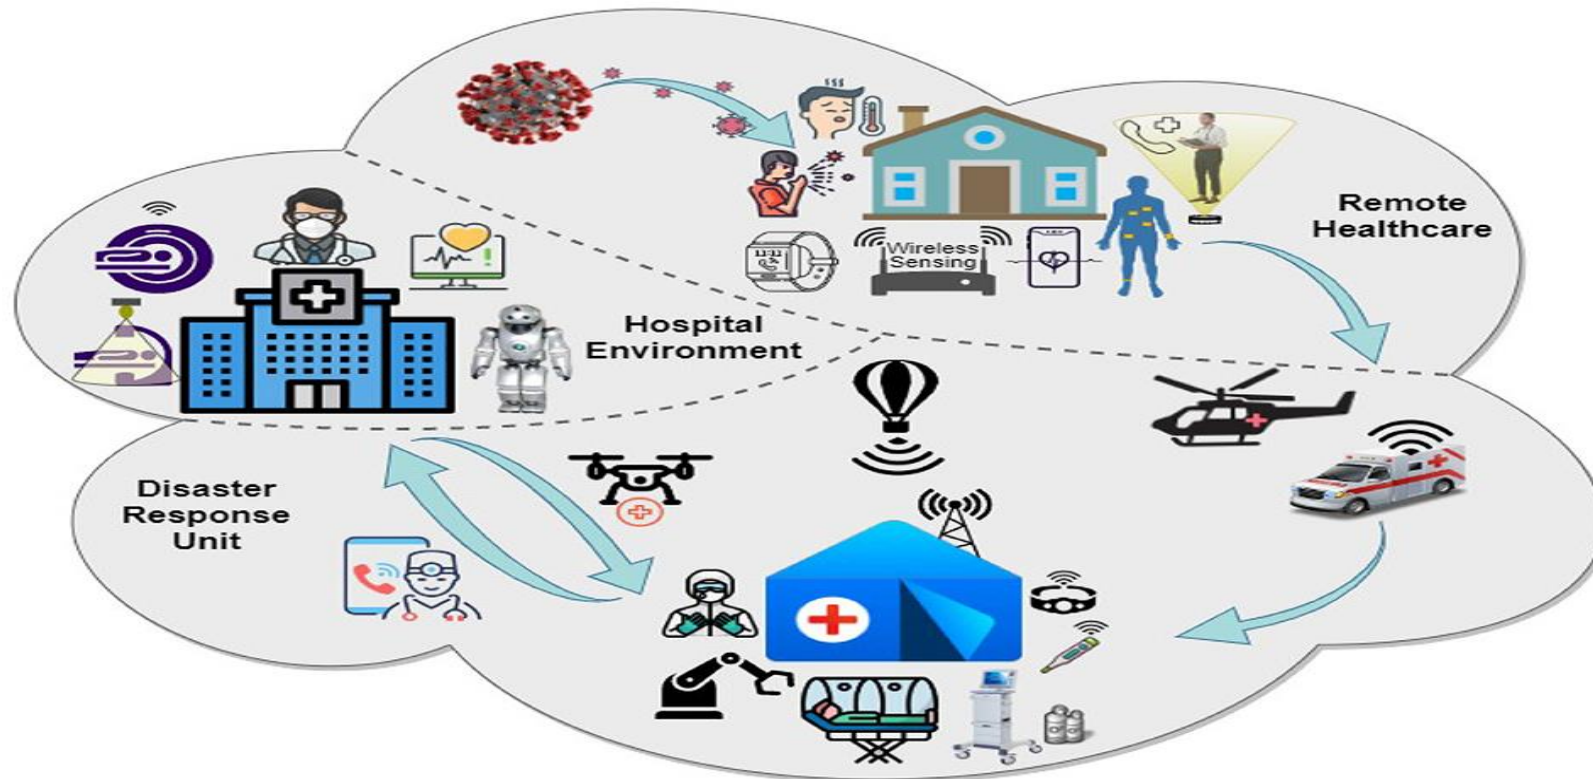 Remote
Healthcare
Wireless
Sensing
Hospital
Environment
Disaster
Response
Unit